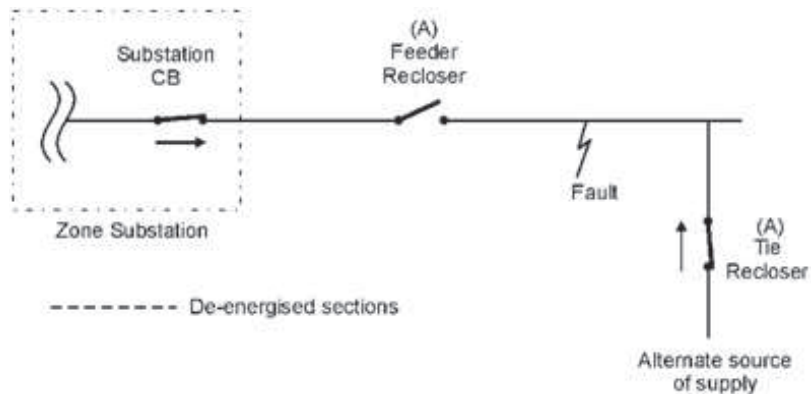 Substation
CB
(A)
Feeder
Recloser
Fault
Zone Substation
(A)
Tie
Recloser
De-energised sections
Alternate source
of supply